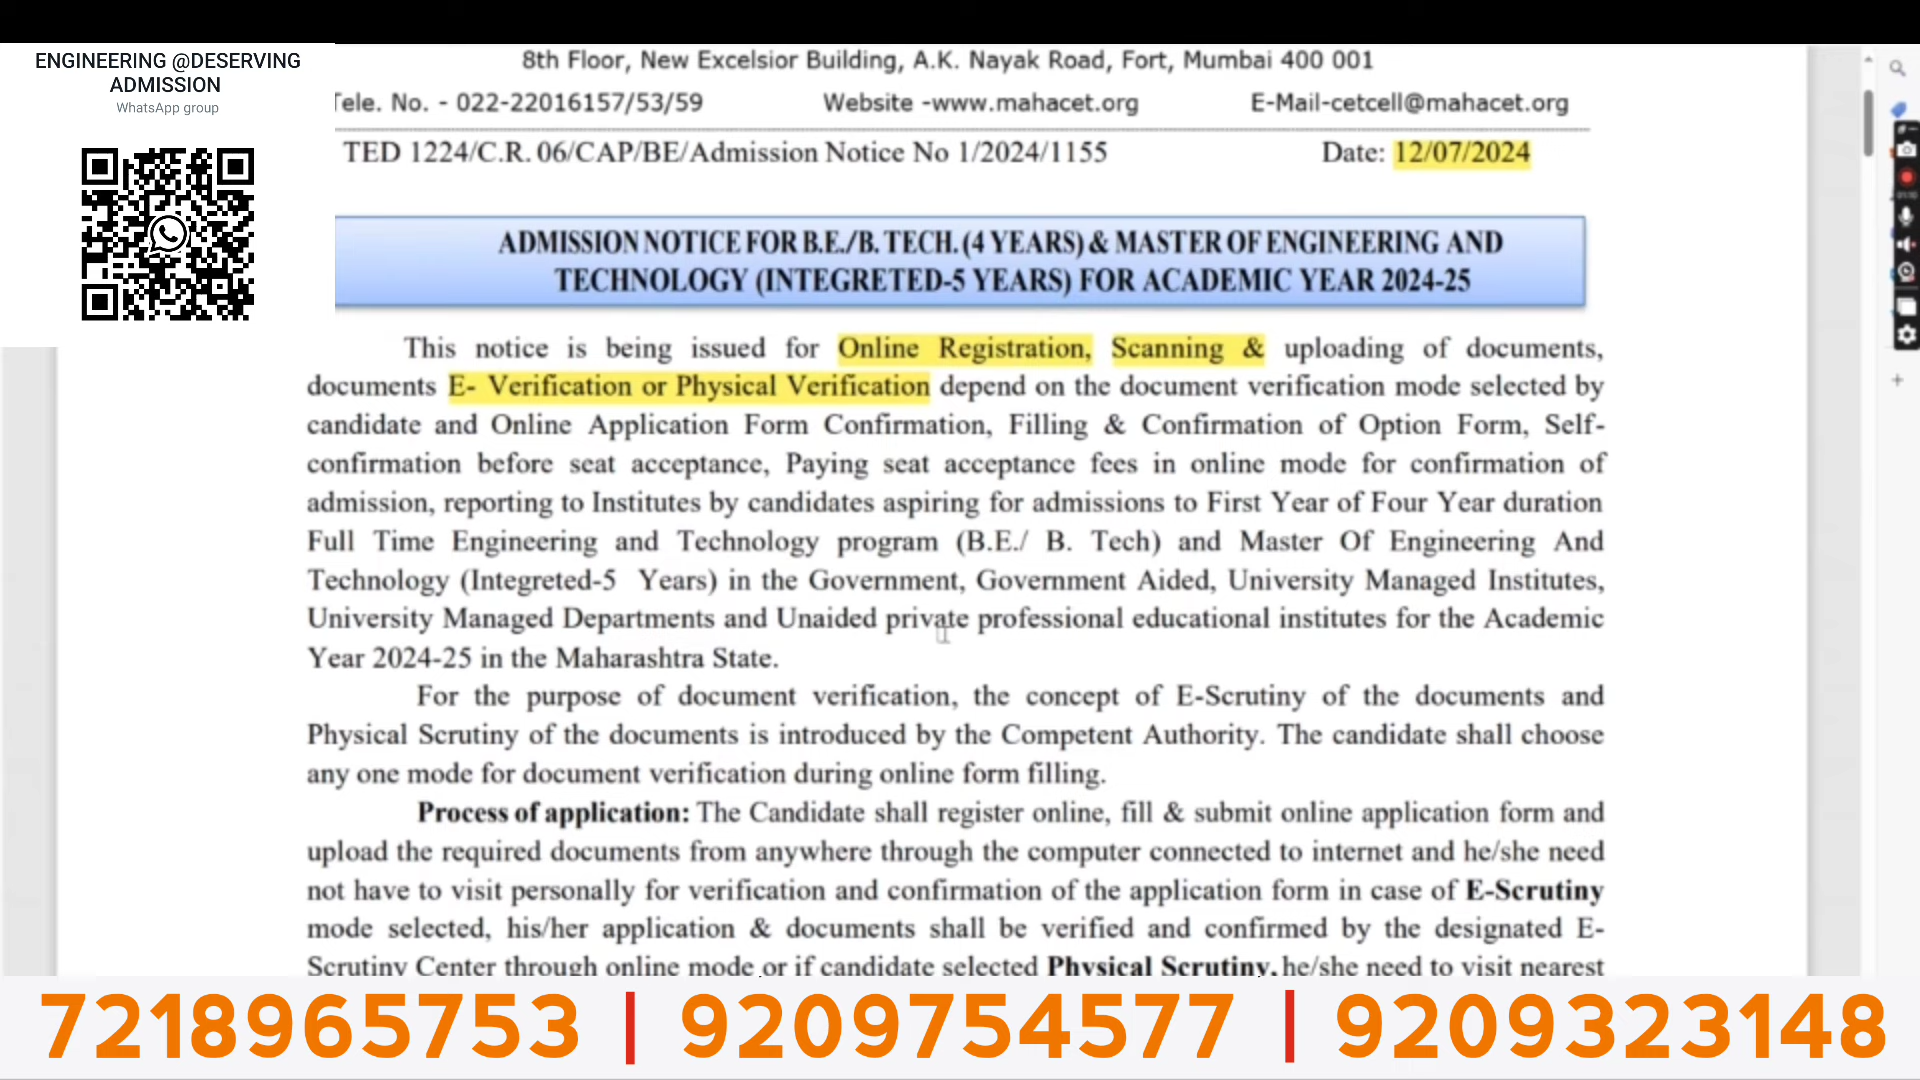 ENGINEERING @DESERVING
ADMISSION
WhatsApp group
8th Floor, New Excelsior Building, A.K. Nayak Road, Fort, Mumbai 400 001
Tele. No. - 022-22016157/53/59 Website -www.mahacet.org E-Mail-cetcell@mahacet.org
TED 1224/C.R. 06/CAP/BE/Admission Notice No 1/2024/1155 Date: 12/07/2024
ADMISSION NOTICE FOR B.E./B. TECH. (4 YEARS) & MASTER OF ENGINEERING AND
TECHNOLOGY (INTEGRETED-5 YEARS) FOR ACADEMIC YEAR 2024-25
This notice is being issued for Online Registration, Scanning & uploading of documents,
documents E- Verification or Physical Verification depend on the document verification mode selected by
candidate and Online Application Form Confirmation, Filling & Confirmation of Option Form, Self-
confirmation before seat acceptance, Paying seat acceptance fees in online mode for confirmation of
admission, reporting to Institutes by candidates aspiring for admissions to First Year of Four Year duration
Full Time Engineering and Technology program (B.E./ B. Tech) and Master Of Engineering And
Technology (Integreted-5 Years) in the Government, Government Aided, University Managed Institutes,
University Managed Departments and Unaided private professional educational institutes for the Academic
Year 2024-25 in the Maharashtra State.
For the purpose of document verification, the concept of E-Scrutiny of the documents and
Physical Scrutiny of the documents is introduced by the Competent Authority. The candidate shall choose
any one mode for document verification during online form filling.
Process of application: The Candidate shall register online, fill & submit online application form and
upload the required documents from anywhere through the computer connected to internet and he/she need
not have to visit personally for verification and confirmation of the application form in case of E-Scrutiny
mode selected, his/her application & documents shall be verified and confirmed by the designated E-
Scrutiny Center through online mode or if candidate selected Physical Scrutiny, he/she need to visit nearest
7218965753 | 9209754577 | 9209323148